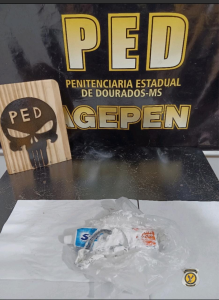 PED
PENITENCIARIA ESTADUAL
DE DOURADOS-MS
AGEPEN
PED